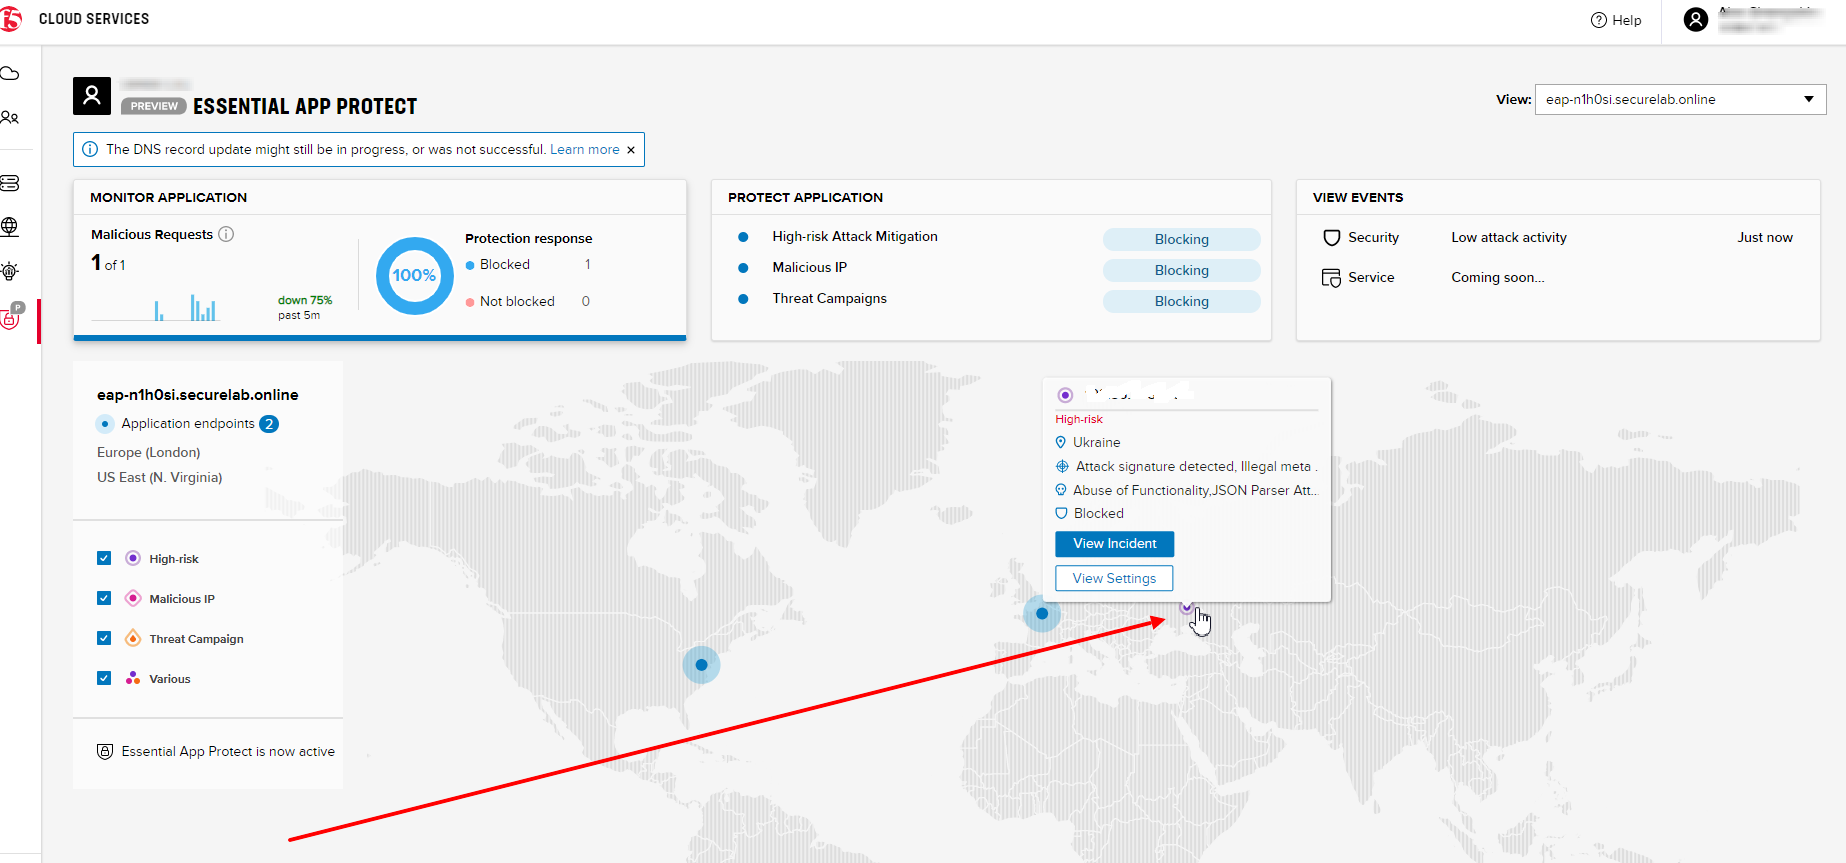 f5 CLOUD SERVICES
Help
PREVIEW ESSENTIAL APP PROTECT
View: eap-n1h0si.securelab.online
The DNS record update might still be in progress, or was not successful. Learn more ×
MONITOR APPLICATION
Malicious Requests
1 of 1
down 75%
past 5m
100%
Protection response
Blocked 1
Not blocked 0
PROTECT APPLICATION
High-risk Attack Mitigation Blocking
Malicious IP Blocking
Threat Campaigns Blocking
VIEW EVENTS
Security Low attack activity Just now
Service Coming soon...
P
eap-n1h0si.securelab.online
Application endpoints 2
Europe (London)
US East (N. Virginia)
High-risk
Malicious IP
Threat Campaign
Various
Essential App Protect is now active
High-risk
Ukraine
Attack signature detected, Illegal meta .
Abuse of Functionality,JSON Parser Att...
Blocked
View Incident
View Settings